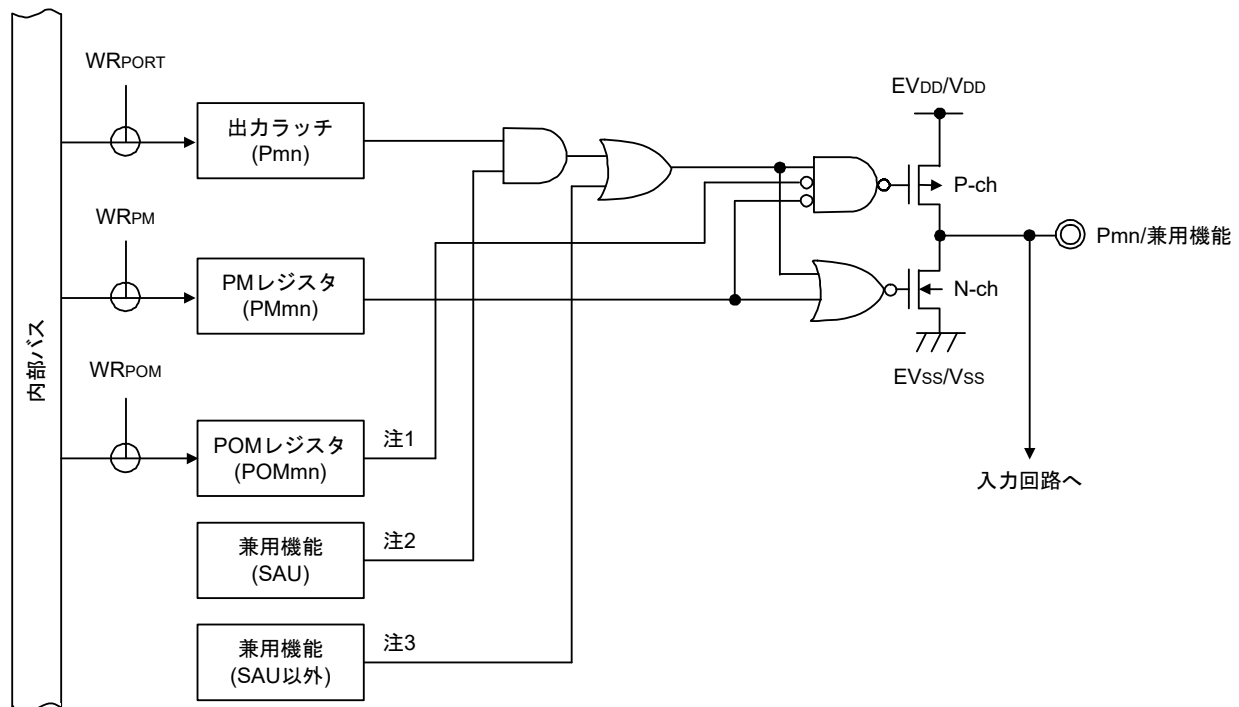 WRPORT
出力ラッチ
(Pmn)
EVDD/VDD
P-ch
WRPM
PMレジスタ
(PMmn)
Pmn/兼用機能
N-ch
EVSS/VSS
内部バス
WRPOM
POMレジスタ
(POMmn)
注1
入力回路へ
兼用機能
(SAU)
注2
兼用機能
(SAU以外)
注3